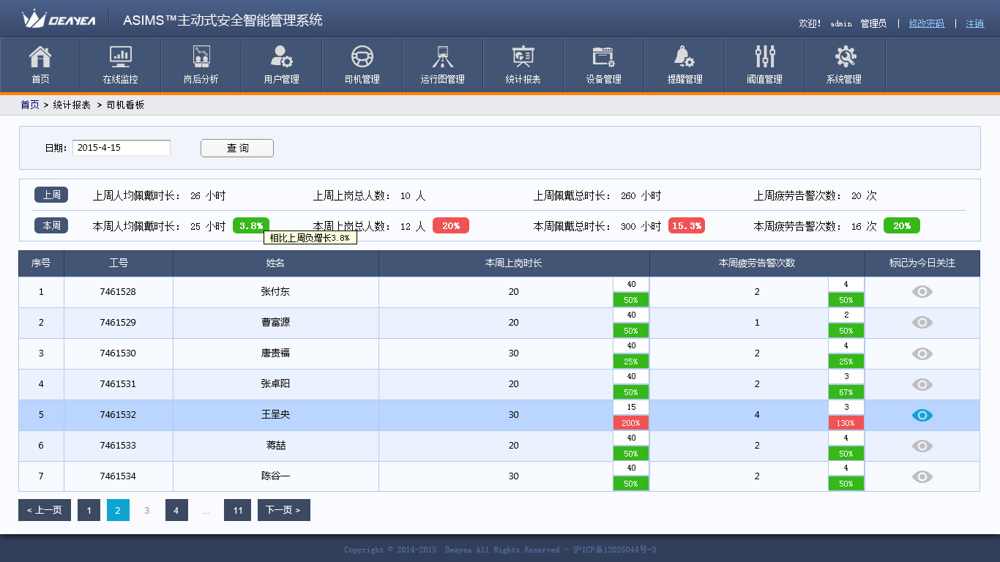 DEAYEA ASIMS™主动式安全智能管理系统
欢迎! admin 管理员 | 修改密码 | 注销
首页 在线监控 岗后分析 用户管理 司机管理 运行图管理 统计报表 设备管理 提醒管理 阈值管理 系统管理
首页 > 统计报表 > 司机看板
日期: 2015-4-15 查 询
上周 上周人均佩戴时长: 26 小时 上周上岗总人数: 10 人 上周佩戴总时长: 260 小时 上周疲劳告警次数: 20 次
本周 本周人均佩戴时长: 25 小时 3.8% 本周上岗总人数: 12 人 20% 本周佩戴总时长: 300 小时 15.3% 本周疲劳告警次数: 16 次 20%
相比上周负增长3.8%
序号 工号 姓名 本周上岗时长 本周疲劳告警次数 标记为今日关注
1 7461528 张付东 20 40 50% 2 4 50%
2 7461529 曹富源 20 40 50% 1 2 50%
3 7461530 唐贵福 30 40 25% 2 4 25%
4 7461531 张卓阳 20 40 50% 2 3 67%
5 7461532 王呈央 30 15 200% 4 3 130%
6 7461533 蒋喆 20 40 50% 2 4 50%
7 7461534 陈谷一 30 40 50% 2 4 50%
< 上一页 1 2 3 4 ... 11 下一页 >
Copyright © 2014-2015 Deayea All Rights Reserved - 沪ICP备12025044号-3